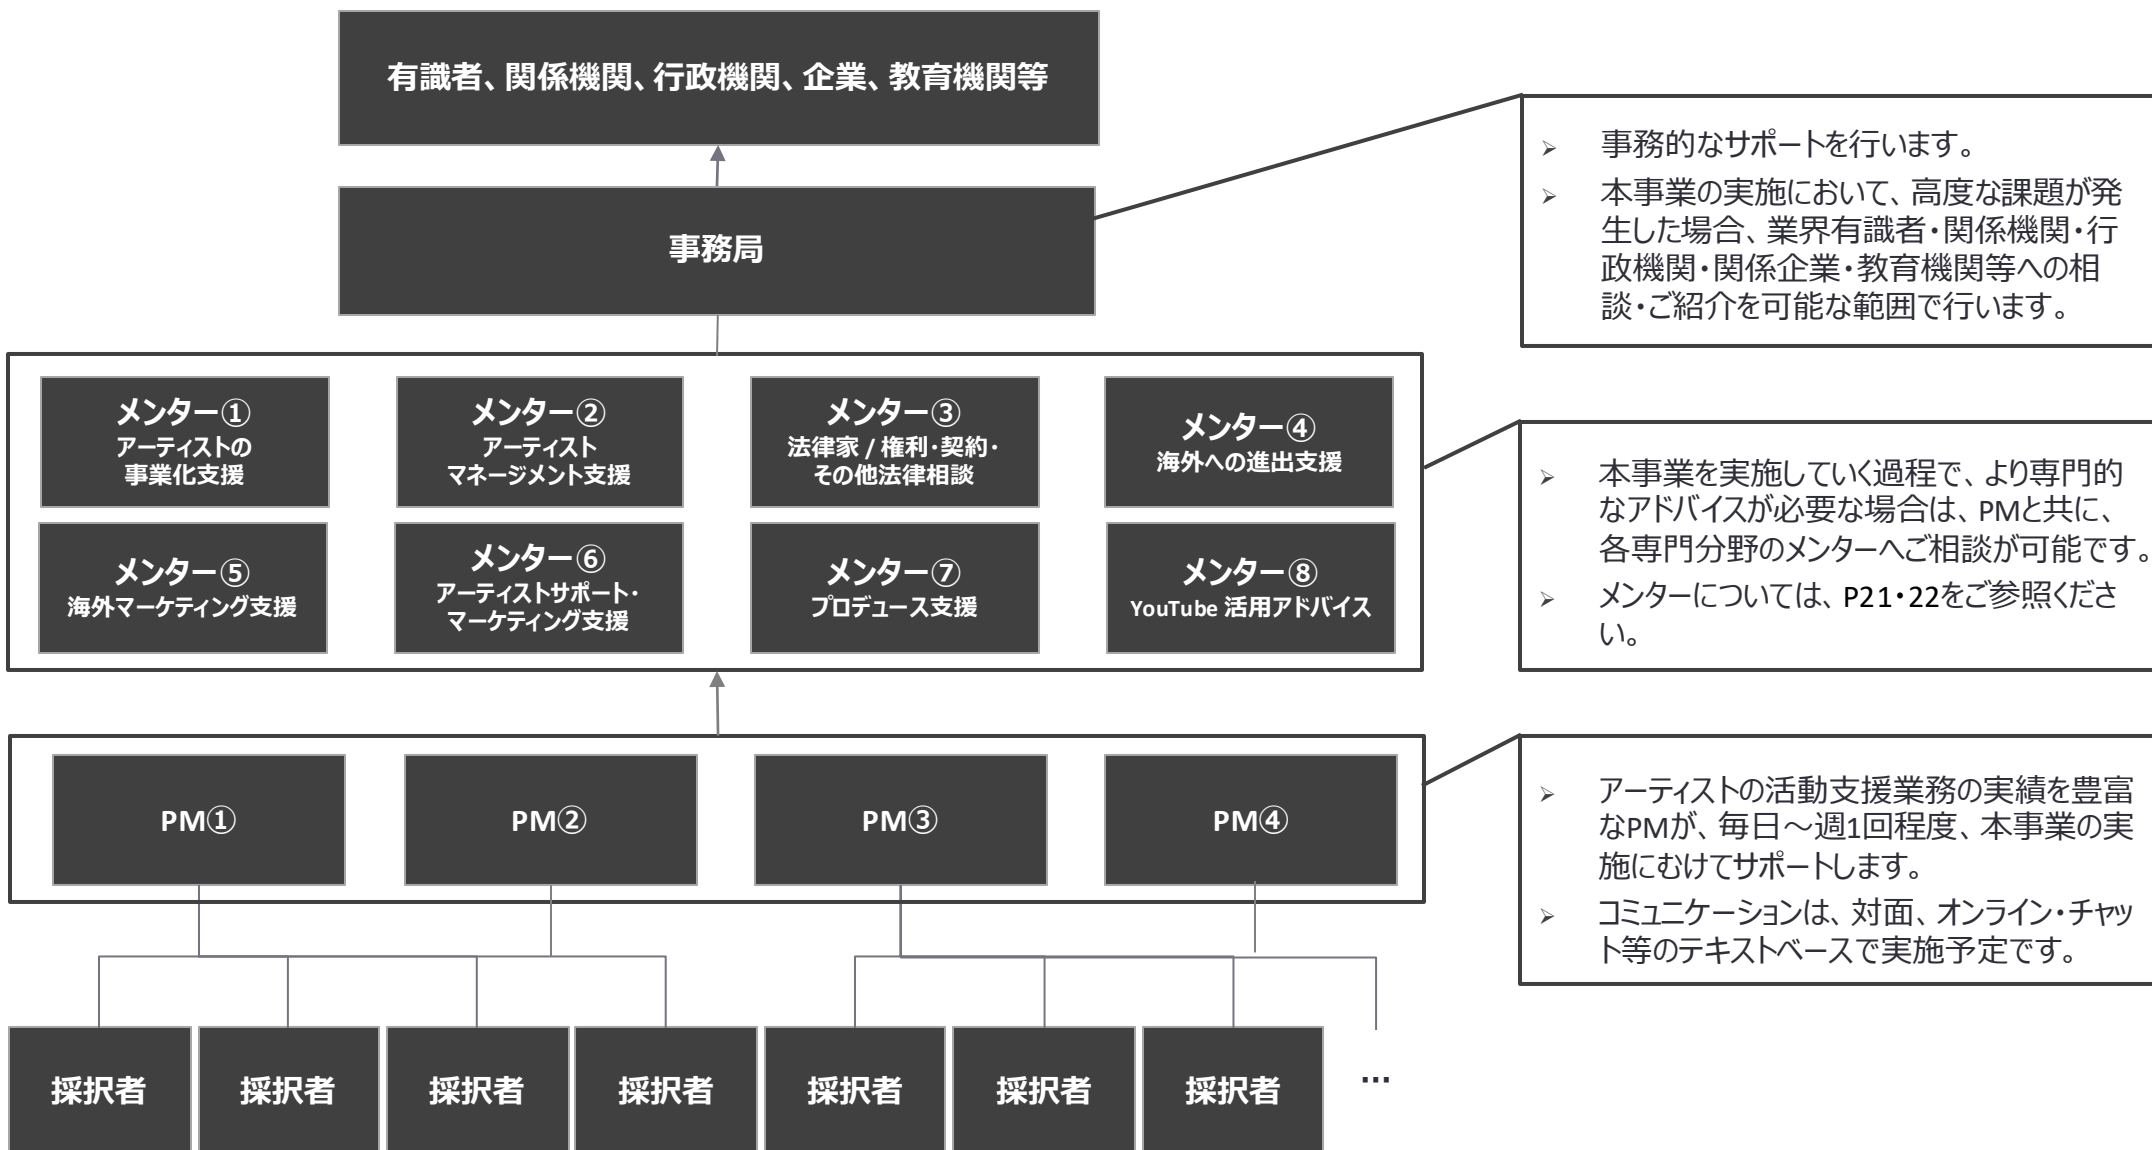 有識者、関係機関、行政機関、企業、教育機関等
事務局
➢ 事務的なサポートを行います。
➢ 本事業の実施において、高度な課題が発
生した場合、業界有識者・関係機関・行
政機関・関係企業・教育機関等への相
談・ご紹介を可能な範囲で行います。
メンター①
アーティストの
事業化支援
メンター②
アーティスト
マネージメント支援
メンター③
法律家 / 権利・契約・
その他法律相談
メンター④
海外への進出支援
メンター⑤
海外マーケティング支援
メンター⑥
アーティストサポート・
マーケティング支援
メンター⑦
プロデュース支援
メンター⑧
YouTube 活用アドバイス
➢ 本事業を実施していく過程で、より専門的
なアドバイスが必要な場合は、PMと共に、
各専門分野のメンターへご相談が可能です。
➢ メンターについては、P21・22をご参照くださ
い。
PM①
PM②
PM③
PM④
➢ アーティストの活動支援業務の実績を豊富
なPMが、毎日～週1回程度、本事業の実
施にむけてサポートします。
➢ コミュニケーションは、対面、オンライン・チャッ
ト等のテキストベースで実施予定です。
採択者
採択者
採択者
採択者
採択者
採択者
採択者
…